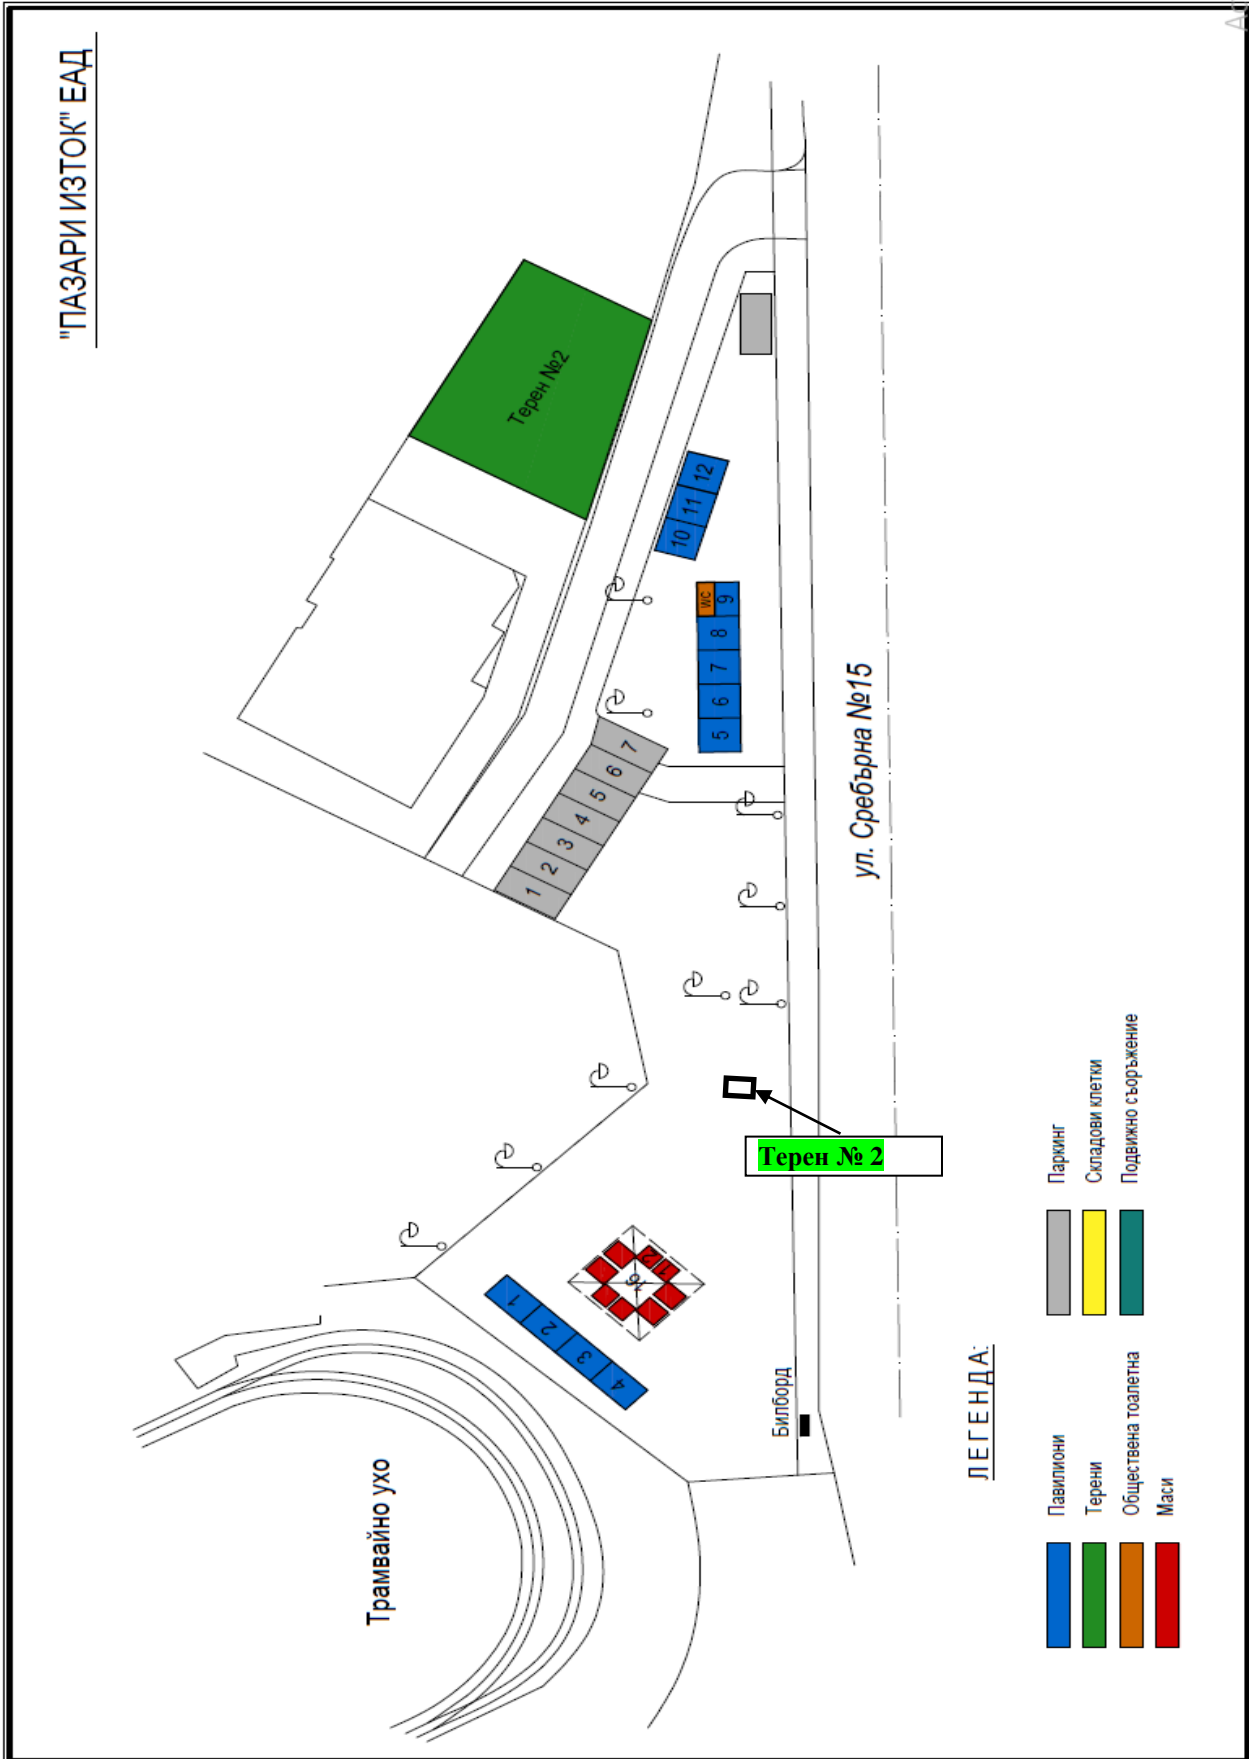 "ПАЗАРИ ИЗТОК" ЕАД
Терен №2
10 11 12
WC
5 6 7 8 9
1 2 3 4 5 6 7
ул. Сребърна №15
Терен № 2
1 2 3 4
1 2
Билборд
Трамвайно ухо
ЛЕГЕНДА:
Павилиони
Терени
Обществена тоалетна
Маси
Паркинг
Складови клетки
Подвижно съоръжение